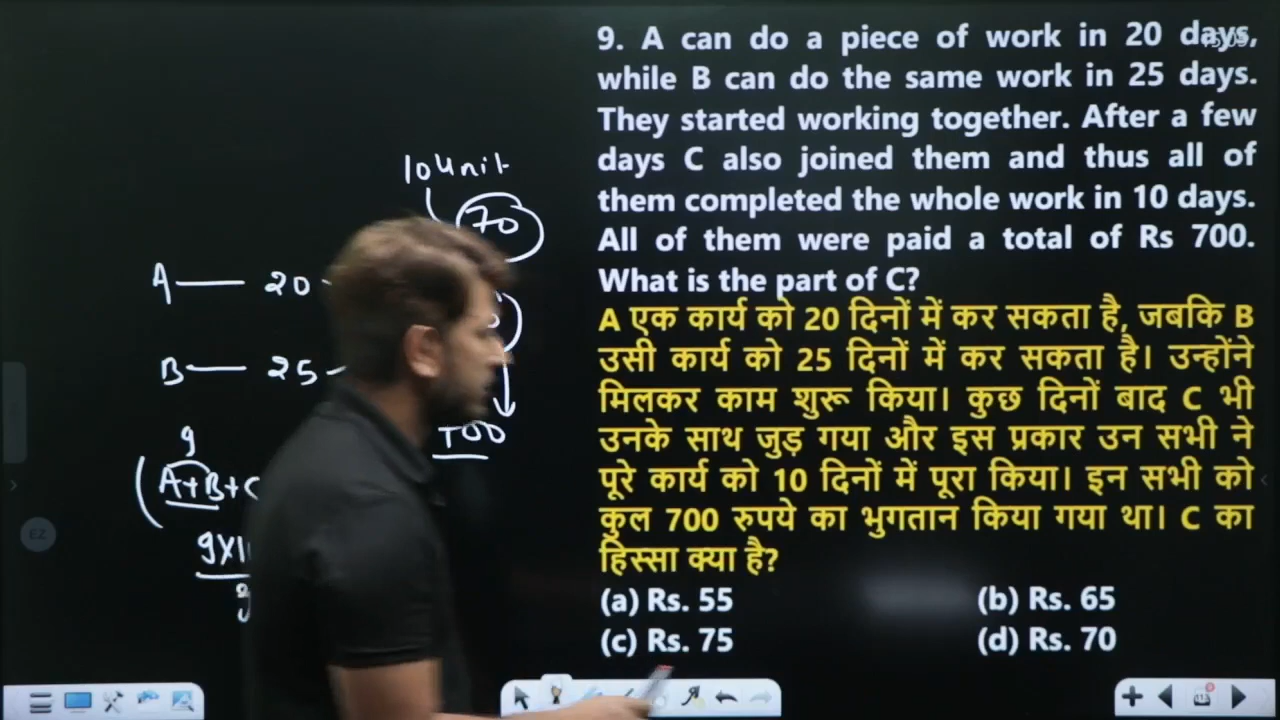 9. A can do a piece of work in 20 days,
while B can do the same work in 25 days.
They started working together. After a few
days C also joined them and thus all of
them completed the whole work in 10 days.
All of them were paid a total of Rs 700.
What is the part of C?
A एक कार्य को 20 दिनों में कर सकता है, जबकि B
उसी कार्य को 25 दिनों में कर सकता है। उन्होंने
मिलकर काम शुरू किया। कुछ दिनों बाद C भी
उनके साथ जुड़ गया और इस प्रकार उन सभी ने
पूरे कार्य को 10 दिनों में पूरा किया। इन सभी को
कुल 700 रुपये का भुगतान किया गया था। C का
हिस्सा क्या है?
(a) Rs. 55
(b) Rs. 65
(c) Rs. 75
(d) Rs. 70
10 Unit
70
A — 20
B — 25
100
9
(A+B+C
9X1
EZ